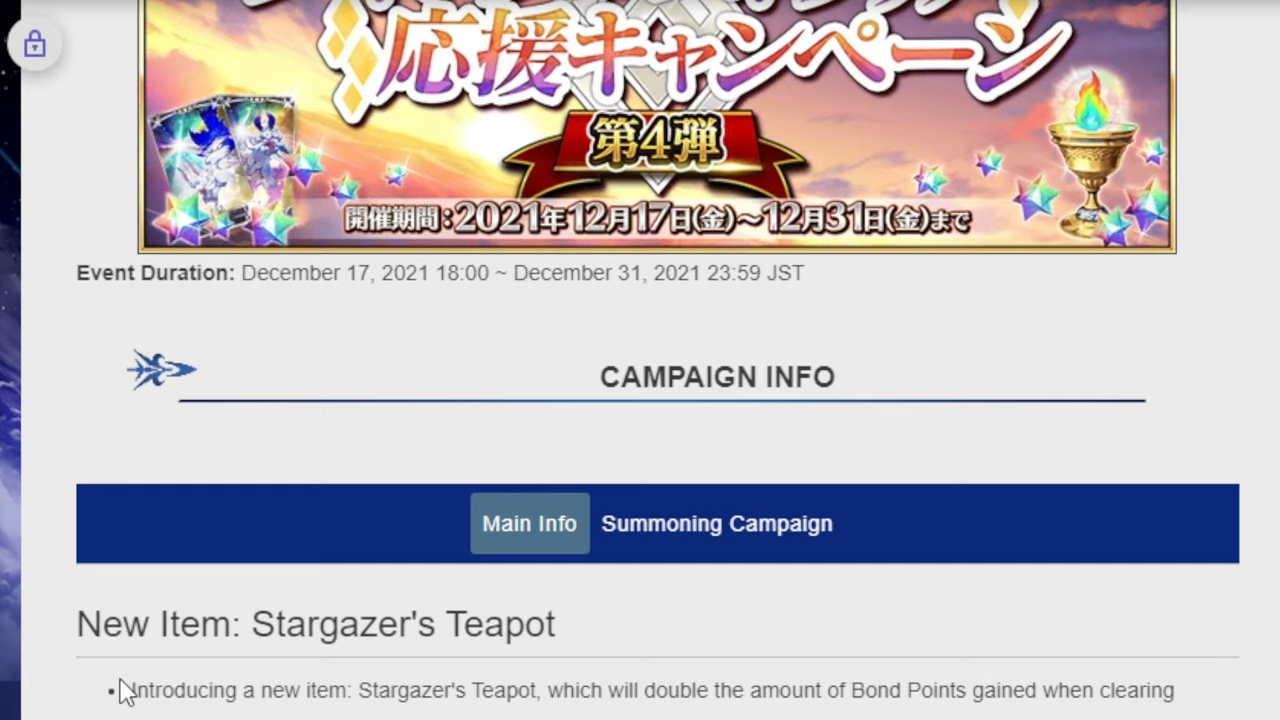 応援キャンペーン
第4弾
開催期間：2021年12月17日(金)～12月31日(金)まで
Event Duration: December 17, 2021 18:00 ~ December 31, 2021 23:59 JST
CAMPAIGN INFO
Main Info Summoning Campaign
New Item: Stargazer's Teapot
• Introducing a new item: Stargazer's Teapot, which will double the amount of Bond Points gained when clearing